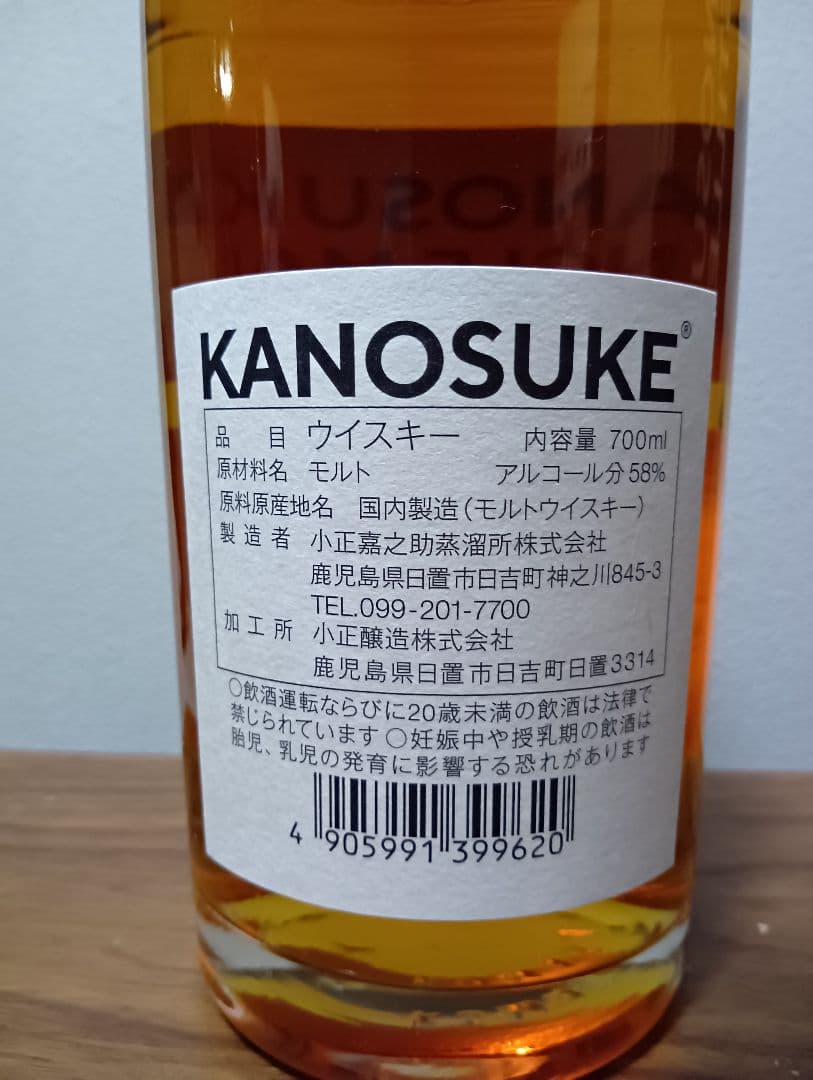 KANOSUKE®
品目 ウイスキー 内容量 700ml
原材料名 モルト アルコール分58%
原料原産地名 国内製造(モルトウイスキー)
製造者 小正嘉之助蒸溜所株式会社
鹿児島県日置市日吉町神之川845-3
TEL.099-201-7700
加工所 小正醸造株式会社
鹿児島県日置市日吉町日置3314
○飲酒運転ならびに20歳未満の飲酒は法律で
禁じられています ○妊娠中や授乳期の飲酒は
胎児、乳児の発育に影響する恐れがあります
4 905991 399620